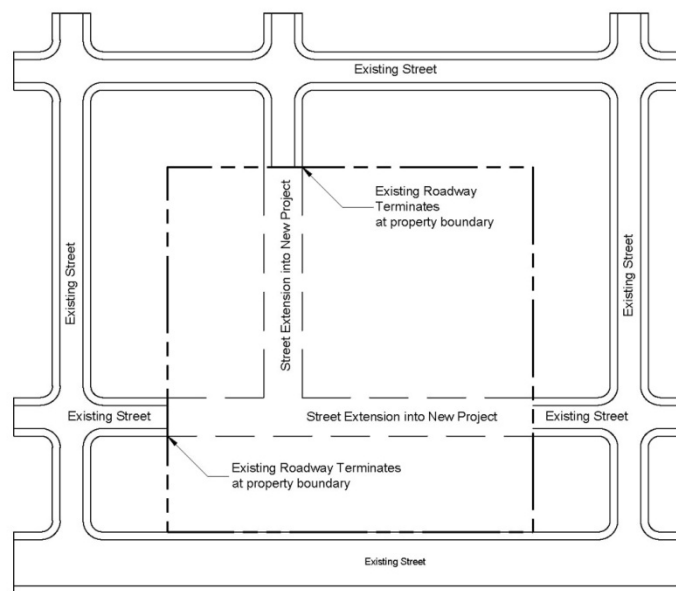 Existing Street
Existing Roadway
Terminates
at property boundary
Street Extension into New Project
Existing Street
Existing Street
Existing Street
Street Extension into New Project
Existing Street
Existing Roadway Terminates
at property boundary
Existing Street